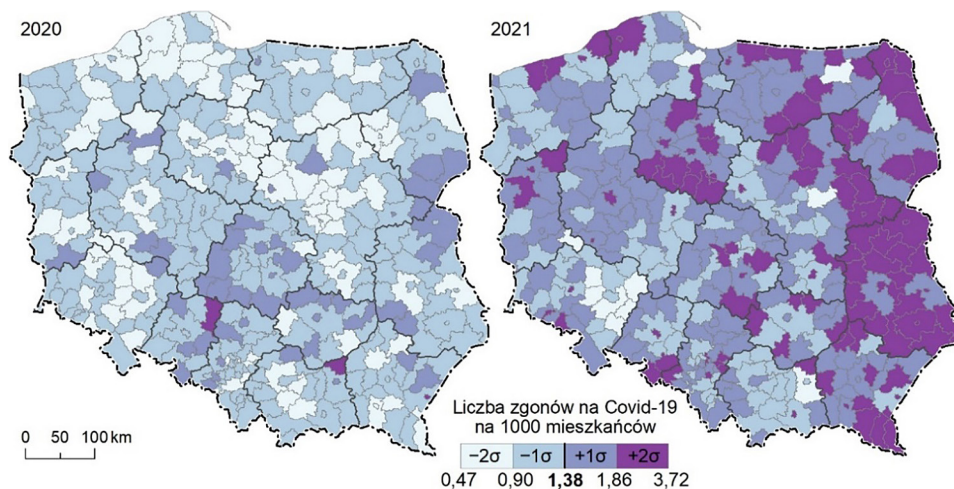 2020
2021
Liczba zgonów na Covid-19
na 1000 mieszkańców
−2σ −1σ +1σ +2σ
0,47 0,90 1,38 1,86 3,72
0 50 100 km